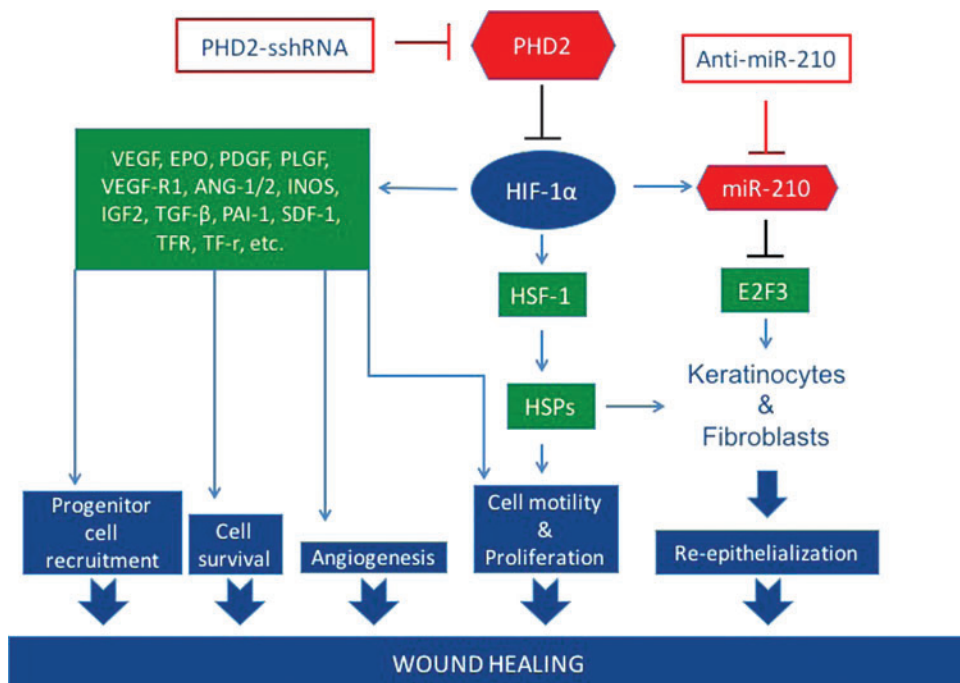 PHD2-sshRNA
PHD2
Anti-miR-210
VEGF, EPO, PDGF, PLGF,
VEGF-R1, ANG-1/2, INOS,
IGF2, TGF-β, PAI-1, SDF-1,
TFR, TF-r, etc.
HIF-1α
miR-210
HSF-1
E2F3
HSPs
Keratinocytes
&
Fibroblasts
Progenitor
cell
recruitment
Cell
survival
Angiogenesis
Cell motility
&
Proliferation
Re-epithelialization
WOUND HEALING